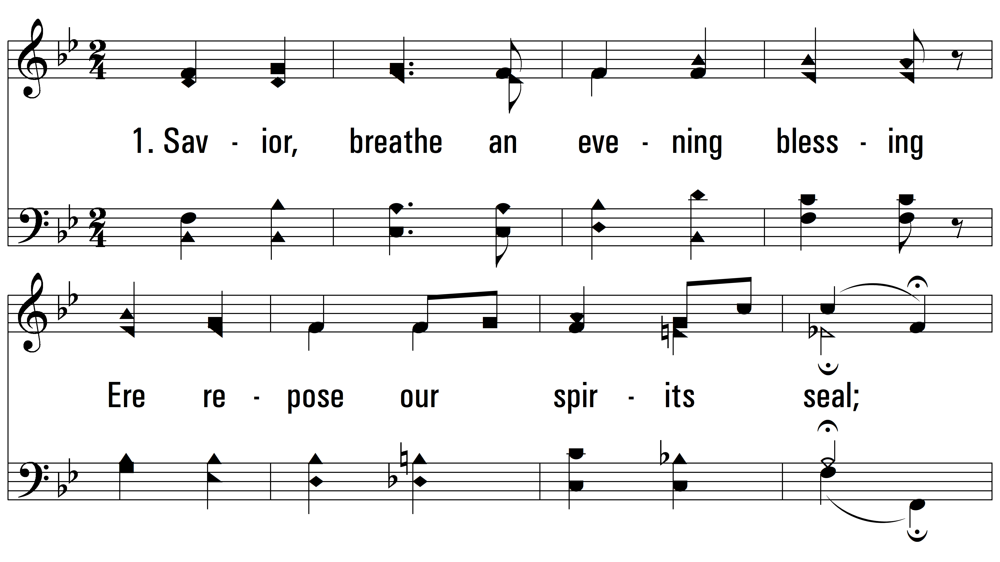 1. Sav - ior, breathe an eve - ning bless - ing
Ere re - pose our spir - its seal;